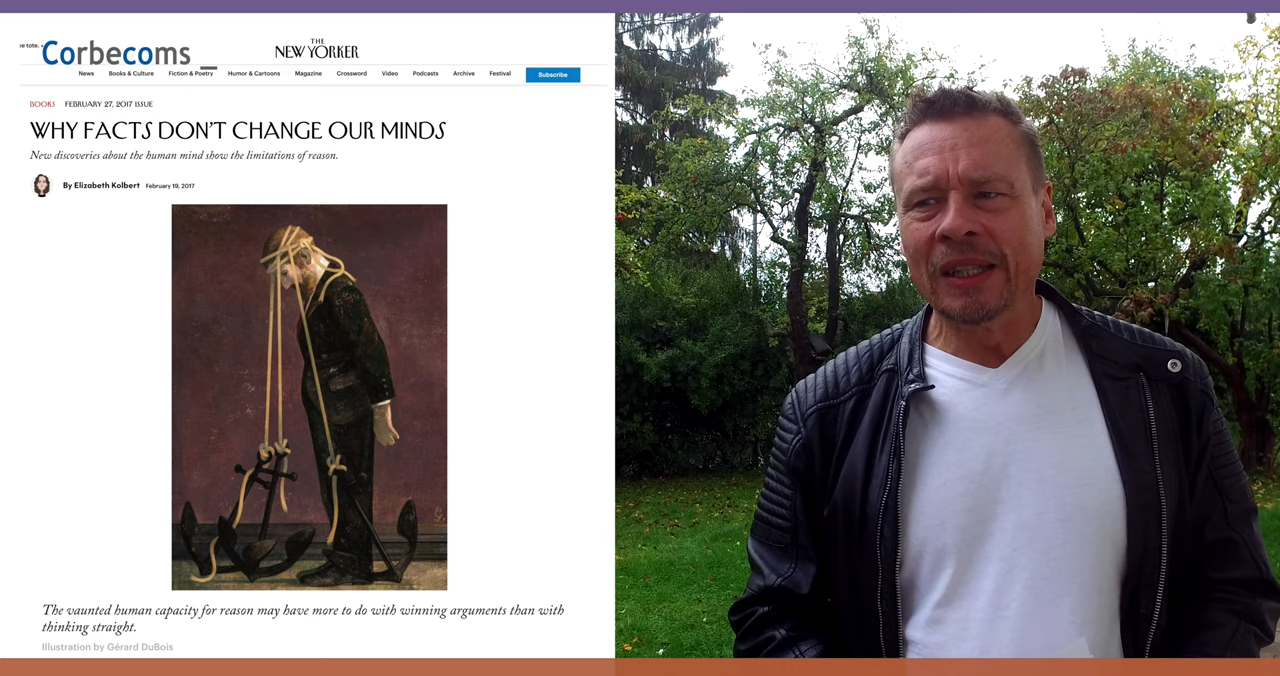 e tote.
Corbecoms_
THE
NEW YORKER
News Books & Culture Fiction & Poetry Humor & Cartoons Magazine Crossword Video Podcasts Archive Festival Subscribe
BOOKS FEBRUARY 27, 2017 ISSUE
WHY FACTS DON'T CHANGE OUR MINDS
New discoveries about the human mind show the limitations of reason.
By Elizabeth Kolbert February 19, 2017
The vaunted human capacity for reason may have more to do with winning arguments than with
thinking straight.
Illustration by Gérard DuBois